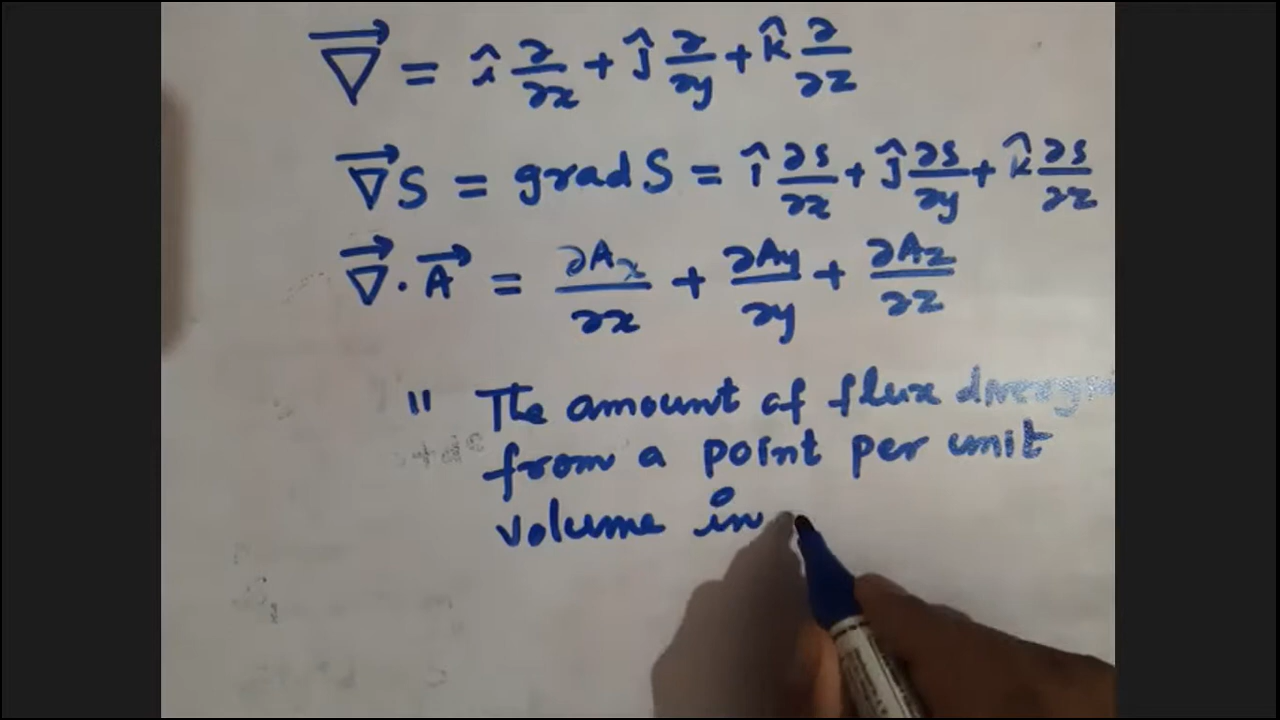 ∇⃗ = î ∂/∂x + ĵ ∂/∂y + k̂ ∂/∂z
∇⃗S = grad S = î ∂s/∂x + ĵ ∂s/∂y + k̂ ∂s/∂z
∇⃗ · A⃗ = ∂Aₓ/∂x + ∂Ay/∂y + ∂Az/∂z
" The amount of flux
from a point per unit
volume in